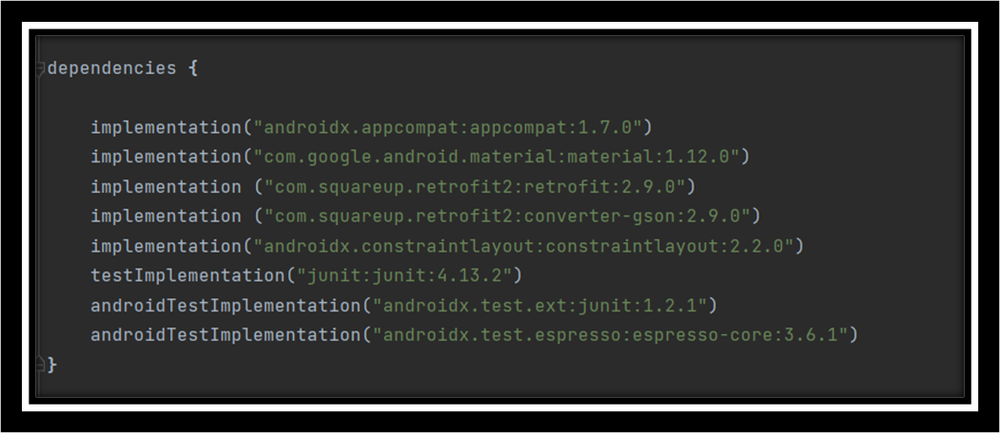 dependencies {
implementation("androidx.appcompat:appcompat:1.7.0")
implementation("com.google.android.material:material:1.12.0")
implementation ("com.squareup.retrofit2:retrofit:2.9.0")
implementation ("com.squareup.retrofit2:converter-gson:2.9.0")
implementation("androidx.constraintlayout:constraintlayout:2.2.0")
testImplementation("junit:junit:4.13.2")
androidTestImplementation("androidx.test.ext:junit:1.2.1")
androidTestImplementation("androidx.test.espresso:espresso-core:3.6.1")
}